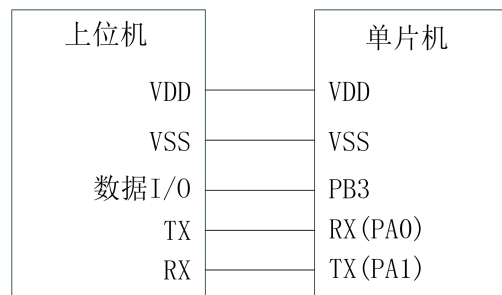 上位机 单片机
VDD VDD
VSS VSS
数据I/O PB3
TX RX(PA0)
RX TX(PA1)